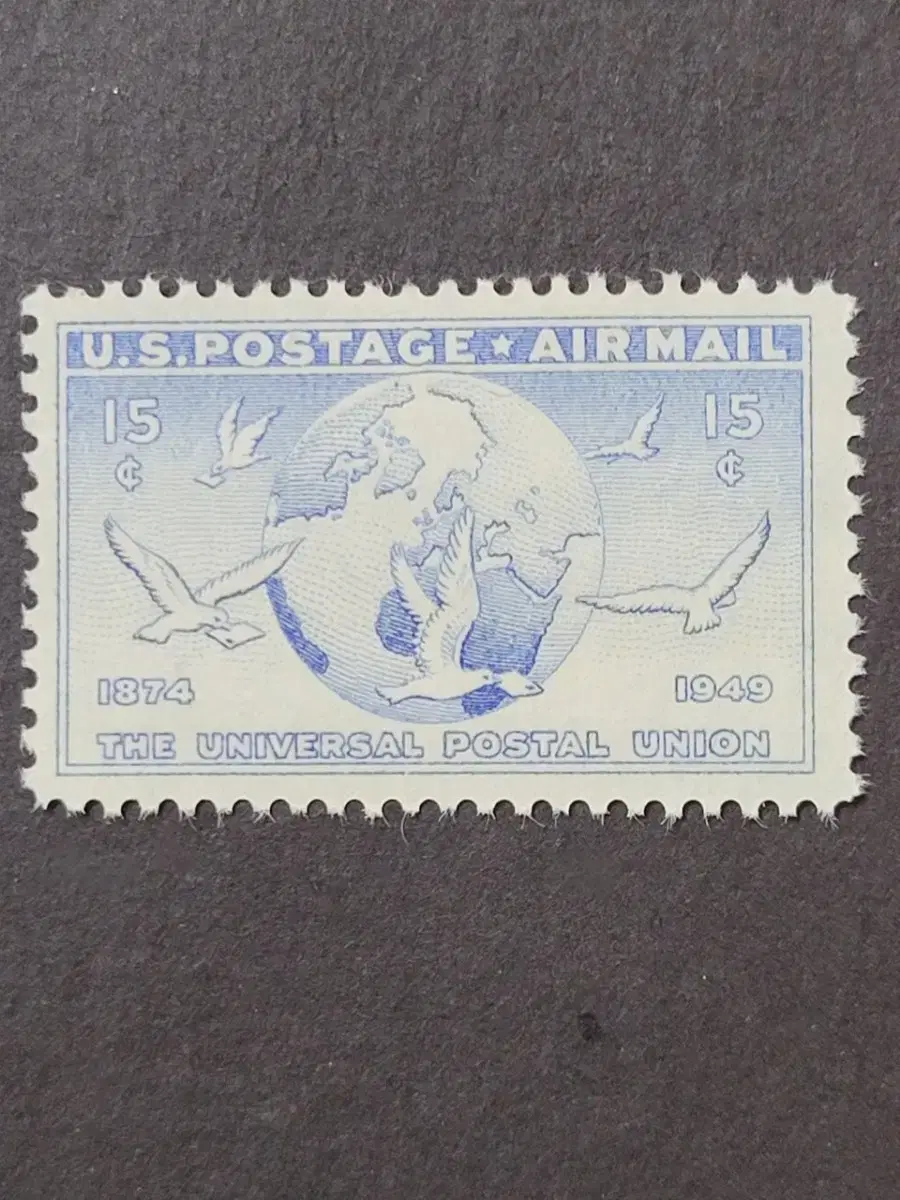 U.S.POSTAGE★AIR MAIL
15¢ 15¢
1874 1949
THE UNIVERSAL POSTAL UNION